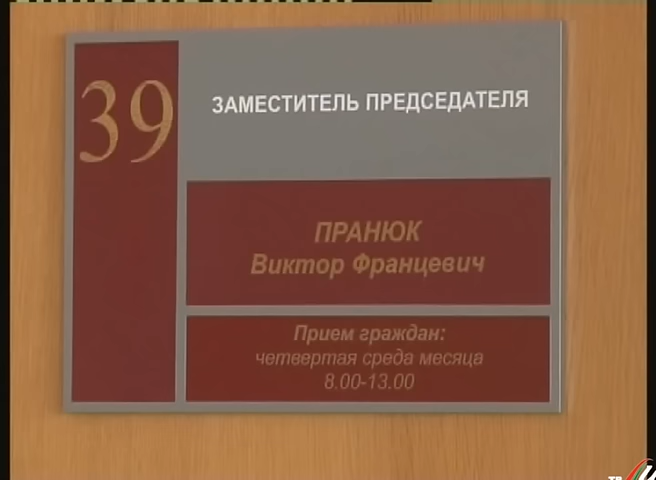 39
ЗАМЕСТИТЕЛЬ ПРЕДСЕДАТЕЛЯ
ПРАНЮК
Виктор Францевич
Прием граждан:
четвертая среда месяца
8.00-13.00